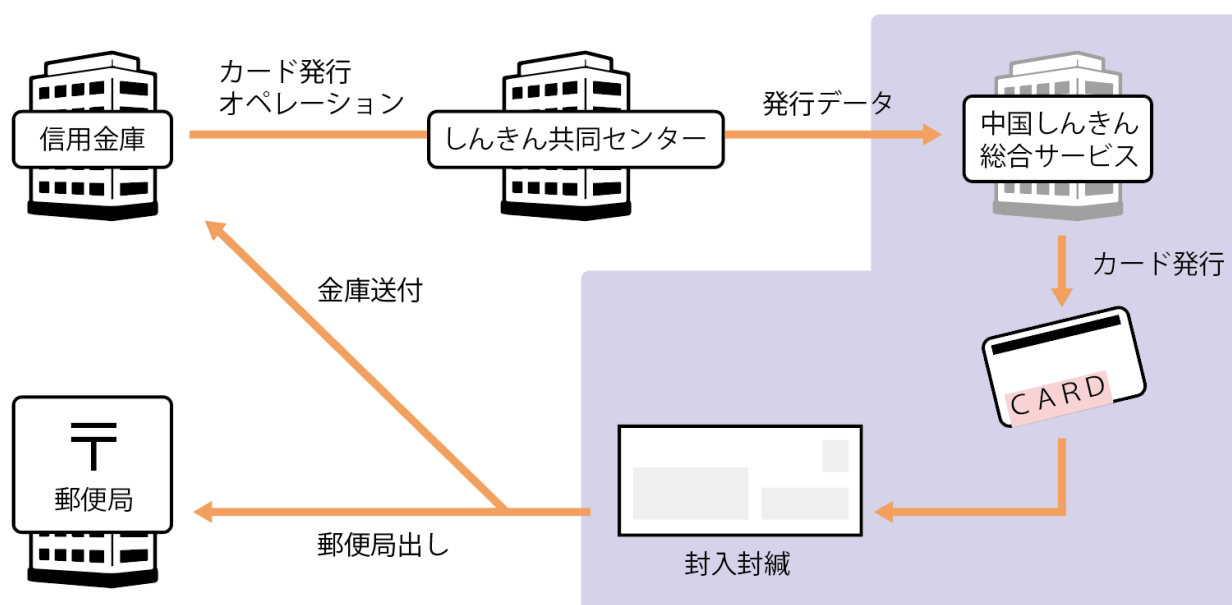 カード発行
オペレーション
信用金庫
しんきん共同センター
発行データ
中国しんきん
総合サービス
カード発行
金庫送付
CARD
〒
郵便局
郵便局出し
封入封緘